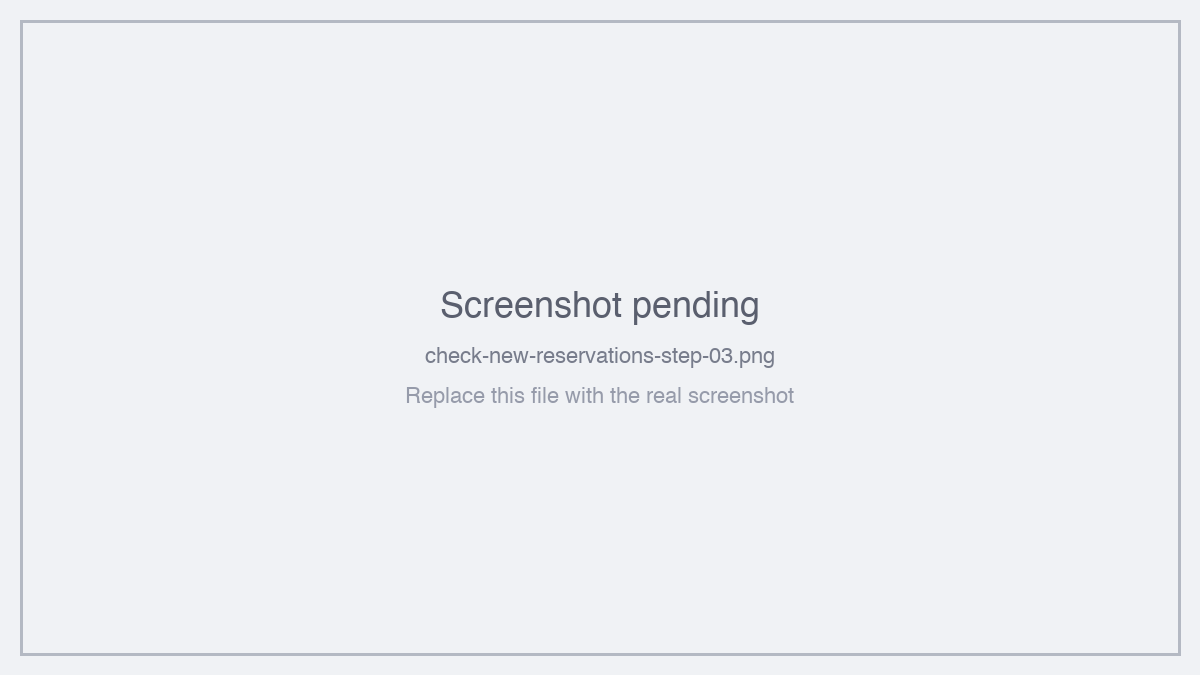 Screenshot pending
check-new-reservations-step-03.png
Replace this file with the real screenshot